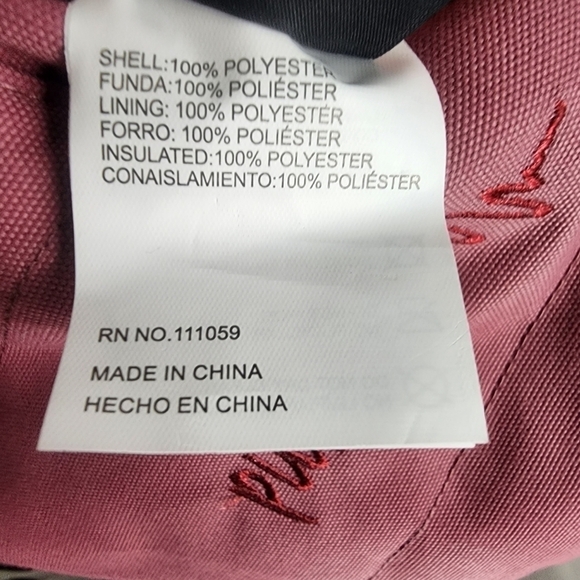 SHELL:100% POLYESTER
FUNDA:100% POLIÉSTER
LINING: 100% POLYESTER
FORRO: 100% POLIÉSTER
INSULATED:100% POLYESTER
CONAISLAMIENTO:100% POLIÉSTER
RN NO.111059
MADE IN CHINA
HECHO EN CHINA